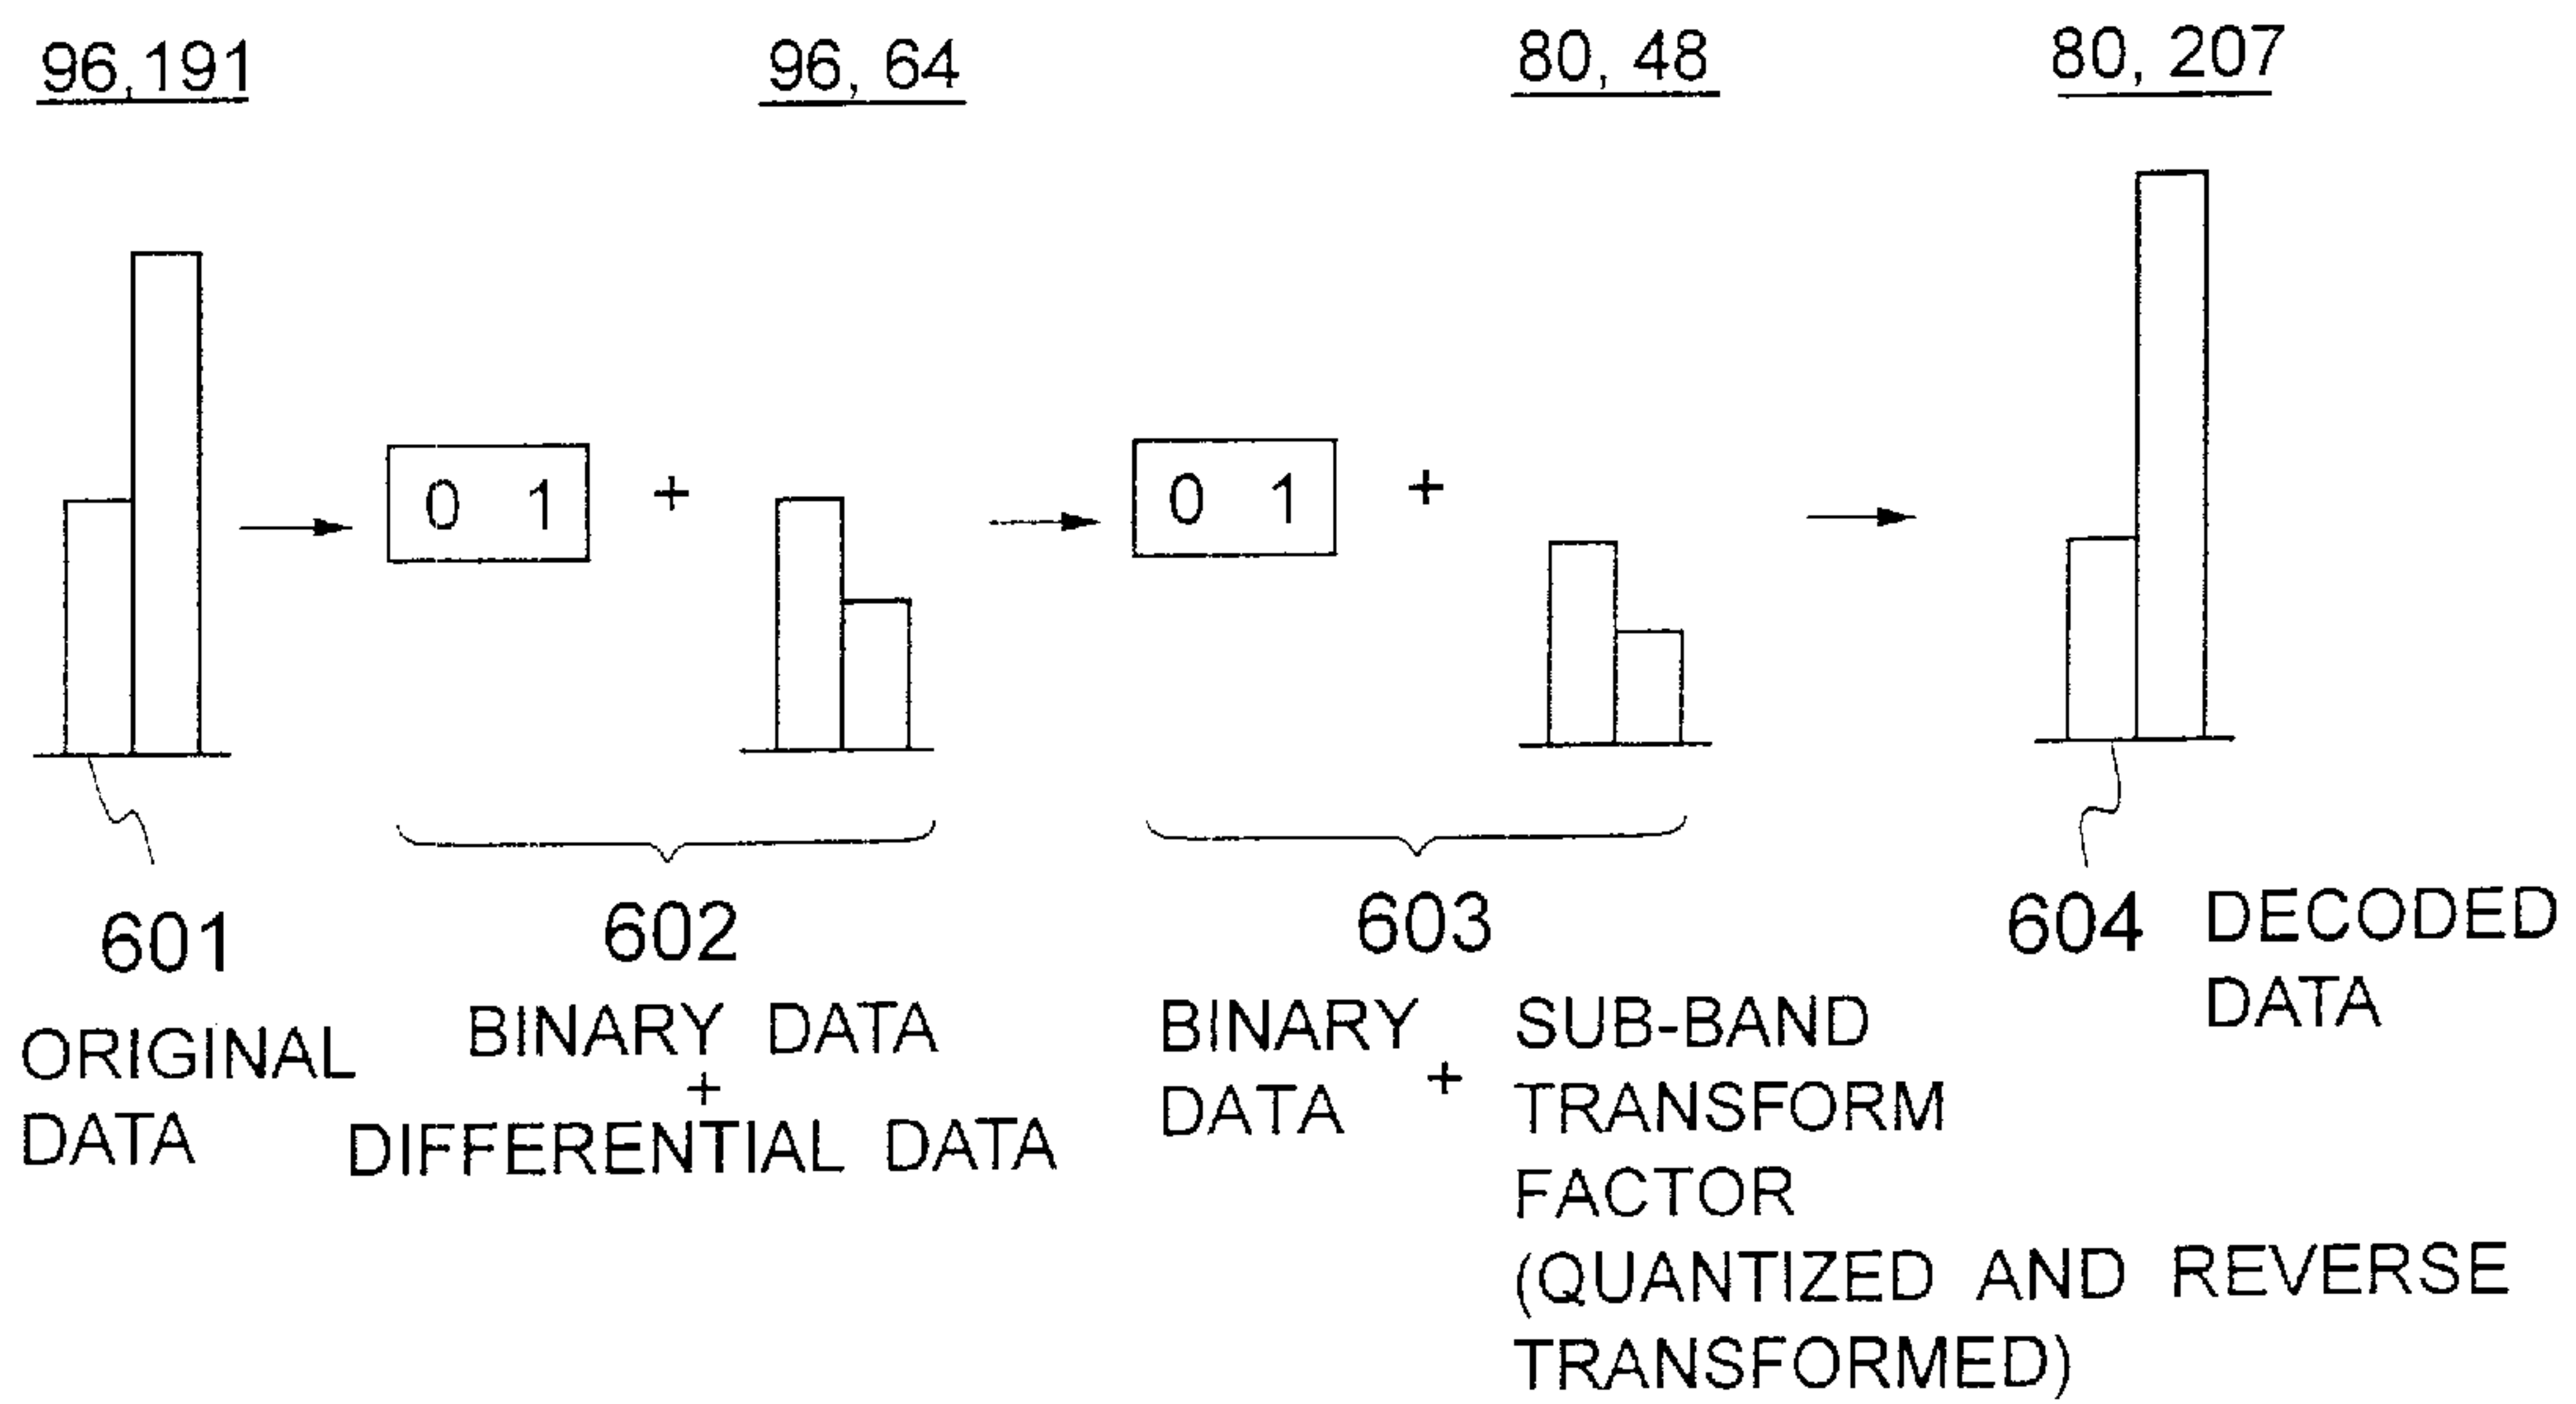 96,191
96, 64
80, 48
80, 207
0 1
+
0 1
+
601
ORIGINAL
DATA
602
BINARY DATA
+
DIFFERENTIAL DATA
603
BINARY
DATA
+
SUB-BAND
TRANSFORM
FACTOR
(QUANTIZED AND REVERSE
TRANSFORMED)
604 DECODED
DATA